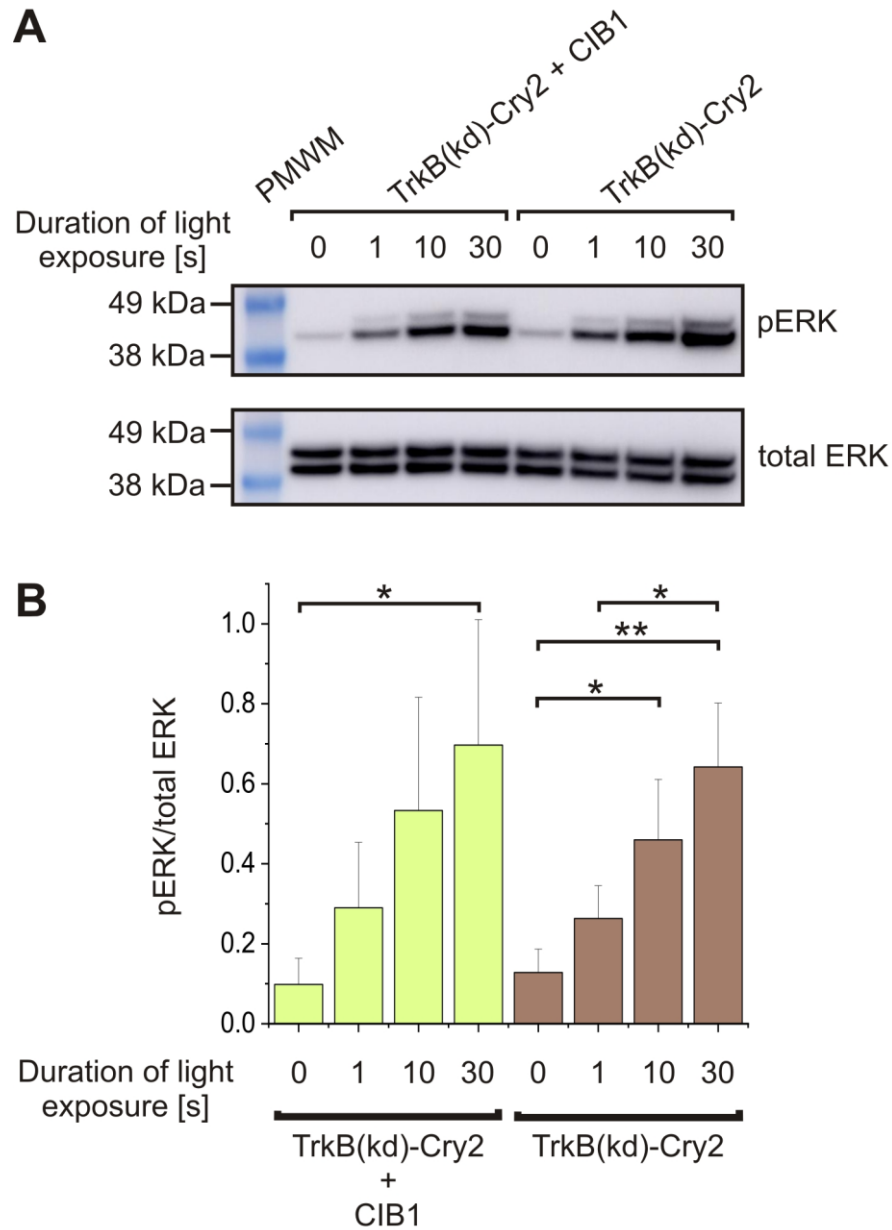 A
PMWM
TrkB(kd)-Cry2 + CIB1
TrkB(kd)-Cry2
Duration of light
exposure [s]
0 1 10 30 0 1 10 30
49 kDa
38 kDa
pERK
49 kDa
38 kDa
total ERK
B
*
*
**
*
pERK/total ERK
1.0
0.8
0.6
0.4
0.2
0.0
Duration of light
exposure [s]
0 1 10 30 0 1 10 30
TrkB(kd)-Cry2
+
CIB1
TrkB(kd)-Cry2